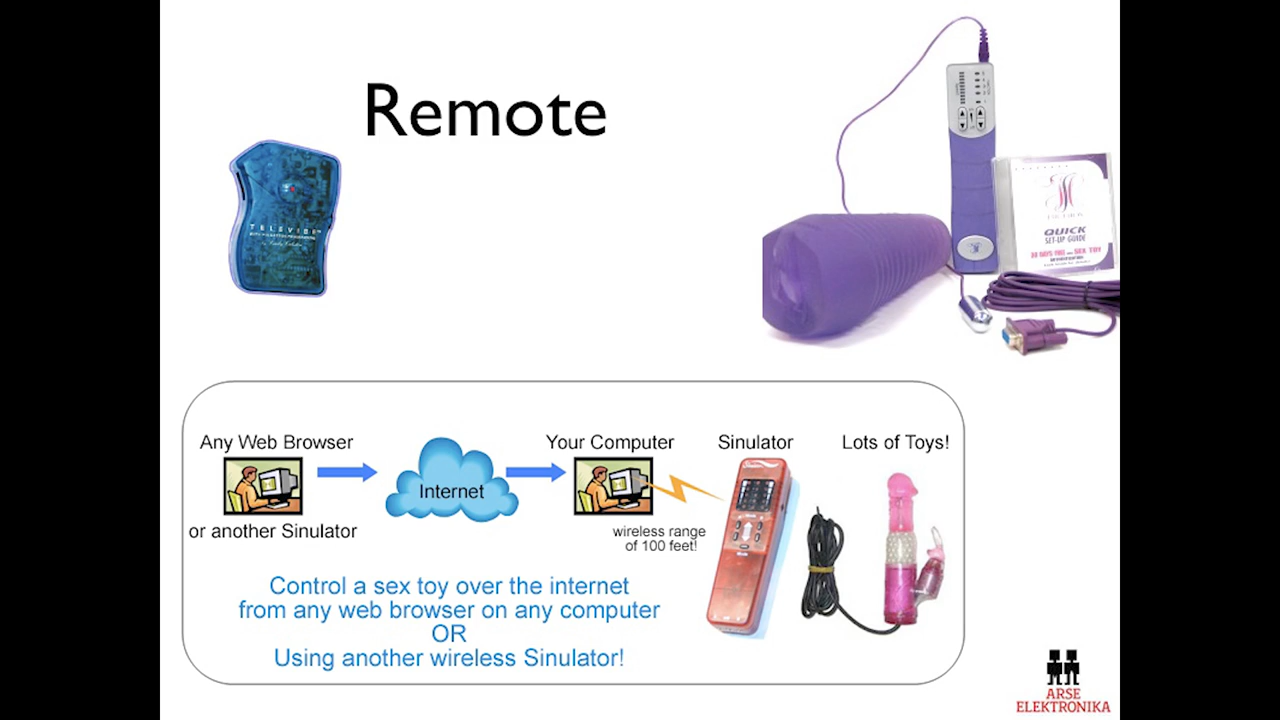 Remote
TELEVIBE
QUICK
SET-UP GUIDE
Any Web Browser
or another Sinulator
Internet
Your Computer
wireless range
of 100 feet!
Sinulator
Lots of Toys!
Control a sex toy over the internet
from any web browser on any computer
OR
Using another wireless Sinulator!
ARSE
ELEKTRONIKA